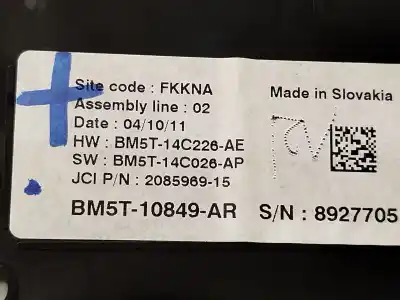 Site code : FKKNA
Made in Slovakia
Assembly line : 02
Date : 04/10/11
HW : BM5T-14C226-AE
SW : BM5T-14C026-AP
JCI P/N : 2085969-15
BM5T-10849-AR S/N : 8927705